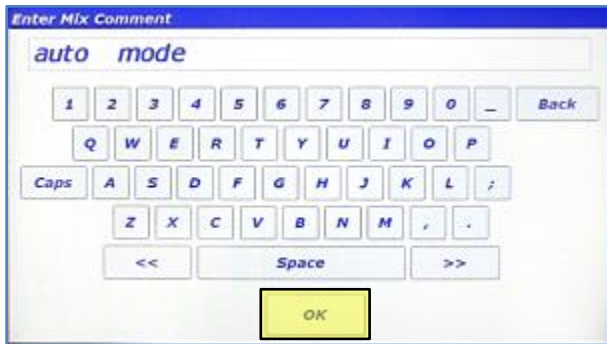 Enter Mix Comment
auto mode
1 2 3 4 5 6 7 8 9 0 _ Back
Q W E R T Y U I O P
Caps A S D F G H J K L ;
Z X C V B N M , .
<< Space >>
OK